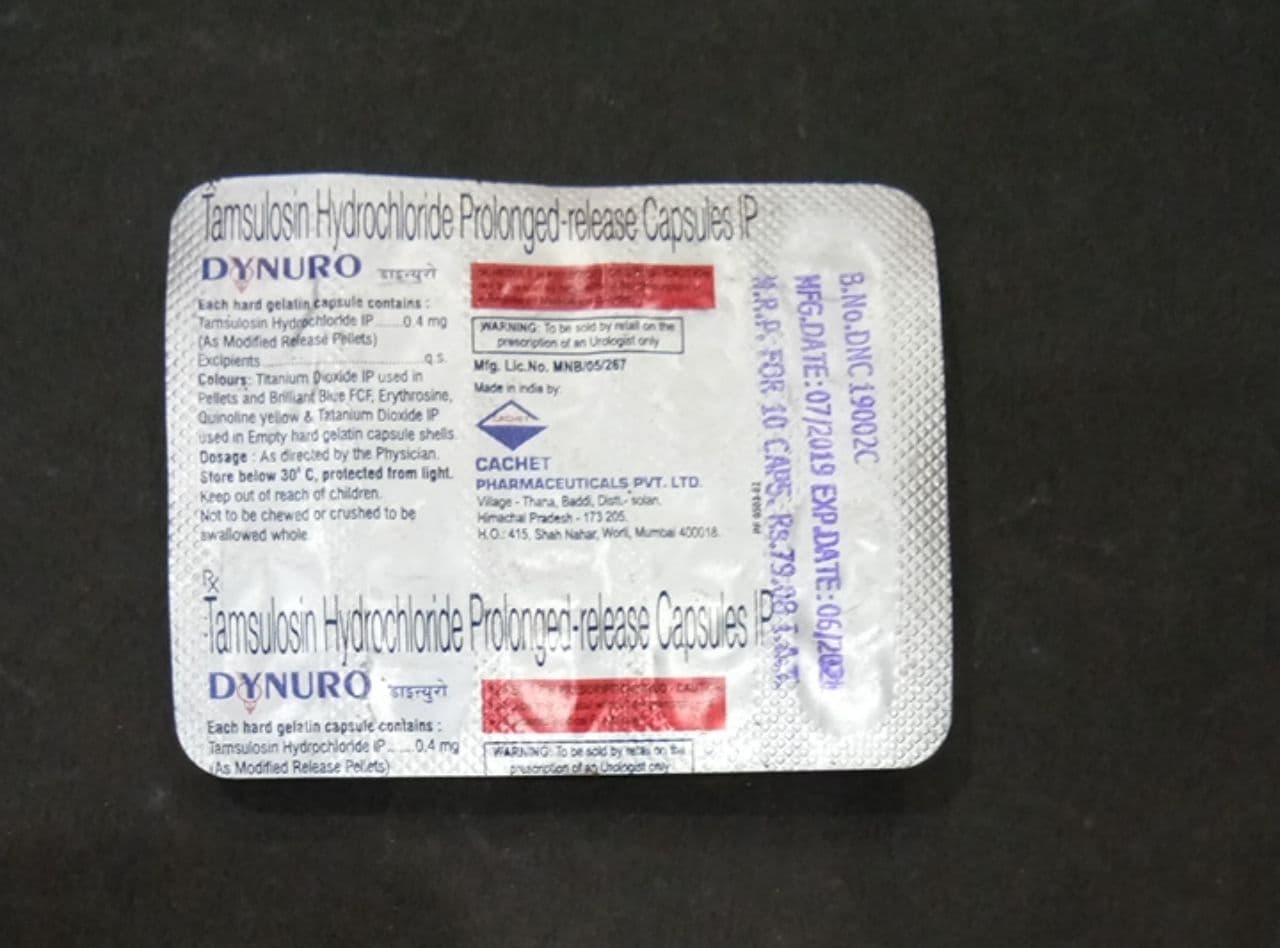 Tamsulosin Hydrochloride Prolonged-release Capsules IP
DYNURO डाइन्युरो
Each hard gelatin capsule contains :
Tamsulosin Hydrochloride IP ......0.4 mg
(As Modified Release Pellets)
Excipients ........................... q.s.
Colours: Titanium Dioxide IP used in
Pellets and Brilliant Blue FCF, Erythrosine,
Quinoline yellow & Tatanium Dioxide IP
used in Empty hard gelatin capsule shells.
Dosage : As directed by the Physician.
Store below 30° C, protected from light.
Keep out of reach of children.
Not to be chewed or crushed to be
swallowed whole.
WARNING: To be sold by retail on the
prescription of an Urologist only
Mfg. Lic.No. MNB/05/267
Made in india by:
CACHET
CACHET
PHARMACEUTICALS PVT. LTD.
Village - Thana, Baddi, Distt.- solan,
Himachal Pradesh - 173 205.
H.O.: 415, Shah Nahar, Worli, Mumbai 400018.
Rx
Tamsulosin Hydrochloride Prolonged-release Capsules IP
DYNURO डाइन्युरो
Each hard gelatin capsule contains :
Tamsulosin Hydrochloride IP ......0.4 mg
(As Modified Release Pellets)
WARNING: To be sold by retail on the
prescription of an Urologist only
B.No.DNC19002C
MFG.DATE:07/2019 EXP.DATE:06/202
M.R.P. FOR 10 CAPS. RS.79.08 I.A.T.